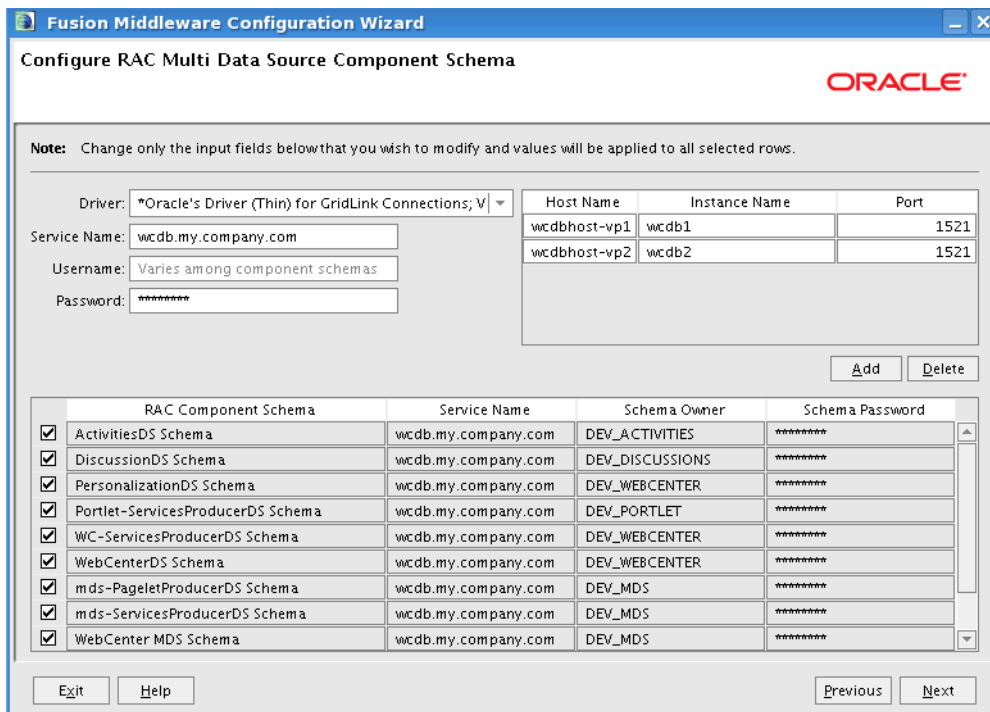 Fusion Middleware Configuration Wizard
Configure RAC Multi Data Source Component Schema
ORACLE
Note: Change only the input fields below that you wish to modify and values will be applied to all selected rows.
Driver: *Oracle's Driver (Thin) for GridLink Connections; V
Service Name: wcdb.my.company.com
Username: Varies among component schemas
Password: ********
Host Name Instance Name Port
wcdbhost-vp1 wcdb1 1521
wcdbhost-vp2 wcdb2 1521
Add Delete
RAC Component Schema Service Name Schema Owner Schema Password
ActivitiesDS Schema wcdb.my.company.com DEV_ACTIVITIES ********
DiscussionDS Schema wcdb.my.company.com DEV_DISCUSSIONS ********
PersonalizationDS Schema wcdb.my.company.com DEV_WEBCENTER ********
Portlet-ServicesProducerDS Schema wcdb.my.company.com DEV_PORTLET ********
WC-ServicesProducerDS Schema wcdb.my.company.com DEV_WEBCENTER ********
WebCenterDS Schema wcdb.my.company.com DEV_WEBCENTER ********
mds-PageletProducerDS Schema wcdb.my.company.com DEV_MDS ********
mds-ServicesProducerDS Schema wcdb.my.company.com DEV_MDS ********
WebCenter MDS Schema wcdb.my.company.com DEV_MDS ********
Exit Help Previous Next